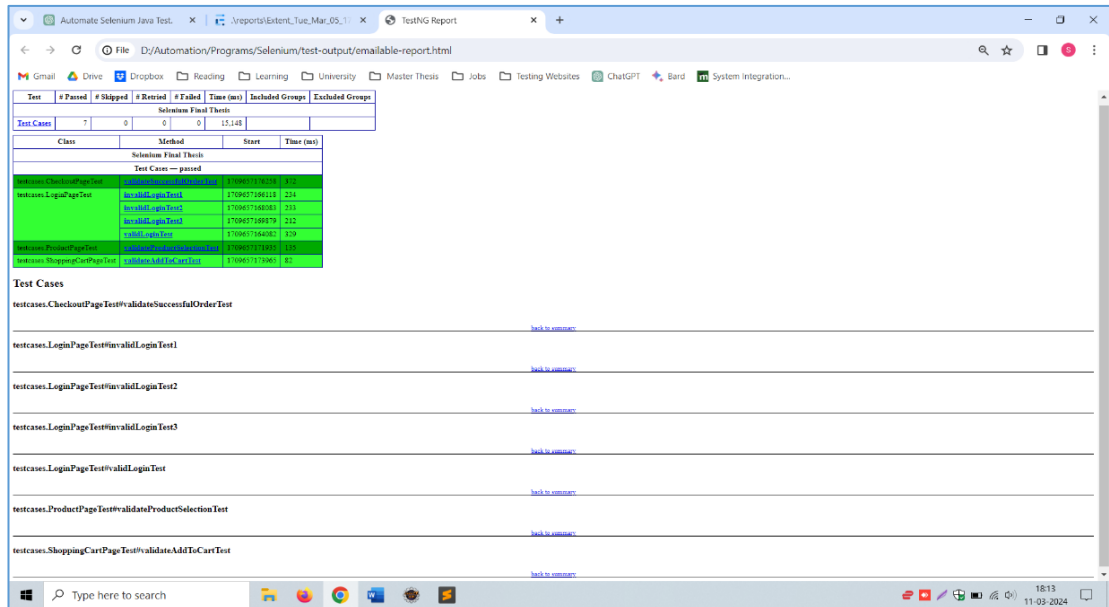 Automate Selenium Java Test.
.\reports\Extent_Tue_Mar_05_1
TestNG Report
File D:/Automation/Programs/Selenium/test-output/emailable-report.html
Gmail Drive Dropbox Reading Learning University Master Thesis Jobs Testing Websites ChatGPT Bard System Integration...
Test # Passed # Skipped # Retried # Failed Time (ms) Included Groups Excluded Groups
Selenium Final Thesis
Test Cases 7 0 0 0 15,148
Class Method Start Time (ms)
Selenium Final Thesis
Test Cases — passed
testcases.CheckoutPageTest validateSuccessfulOrderTest 1709657176258 372
testcases.LoginPageTest invalidLoginTest1 1709657166118 234
invalidLoginTest2 1709657168083 233
invalidLoginTest3 1709657169879 212
validLoginTest 1709657164082 329
testcases.ProductPageTest validateProductSelectionTest 135
testcases.ShoppingCartPageTest validateAddToCartTest 1709657173965 82
Test Cases
testcases.CheckoutPageTest#validateSuccessfulOrderTest
back to summary
testcases.LoginPageTest#invalidLoginTest1
back to summary
testcases.LoginPageTest#invalidLoginTest2
back to summary
testcases.LoginPageTest#invalidLoginTest3
back to summary
testcases.LoginPageTest#validLoginTest
back to summary
testcases.ProductPageTest#validateProductSelectionTest
back to summary
testcases.ShoppingCartPageTest#validateAddToCartTest
back to summary
Type here to search
18:13
11-03-2024